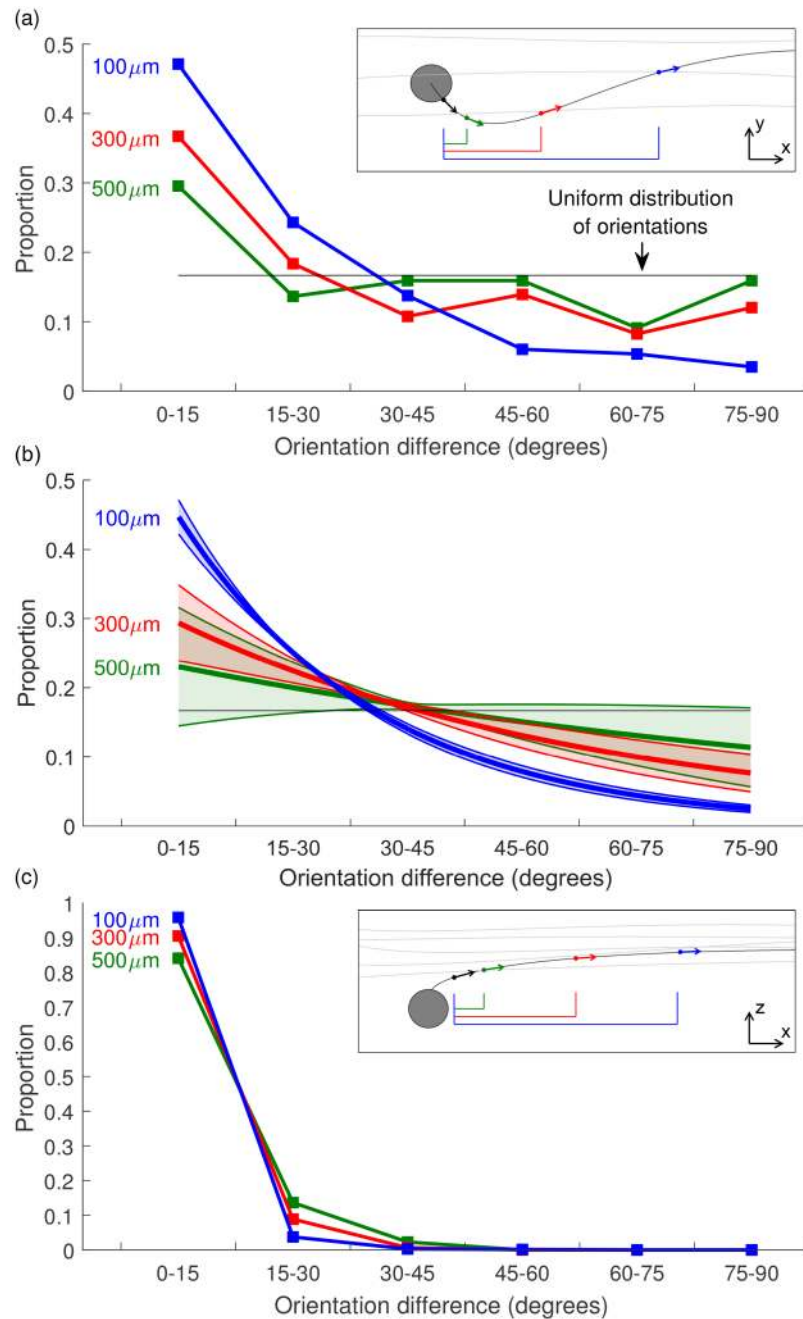 (a)
0.5
0.4
0.3
0.2
0.1
0
Proportion
100μm
300μm
500μm
y
x
Uniform distribution
of orientations
0-15 15-30 30-45 45-60 60-75 75-90
Orientation difference (degrees)
(b)
0.5
0.4
0.3
0.2
0.1
0
Proportion
100μm
300μm
500μm
0-15 15-30 30-45 45-60 60-75 75-90
Orientation difference (degrees)
(c)
1
0.9
0.8
0.7
0.6
0.5
0.4
0.3
0.2
0.1
0
Proportion
100μm
300μm
500μm
z
x
0-15 15-30 30-45 45-60 60-75 75-90
Orientation difference (degrees)